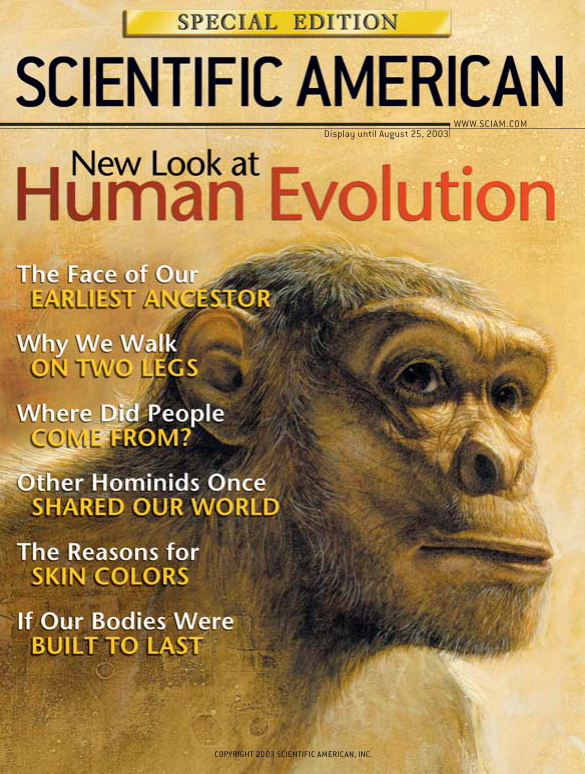 SPECIAL EDITION
SCIENTIFIC AMERICAN
WWW.SCIAM.COM
Display until August 25, 2003
New Look at
Human Evolution
The Face of Our
EARLIEST ANCESTOR
Why We Walk
ON TWO LEGS
Where Did People
COME FROM?
Other Hominids Once
SHARED OUR WORLD
The Reasons for
SKIN COLORS
If Our Bodies Were
BUILT TO LAST
COPYRIGHT 2003 SCIENTIFIC AMERICAN, INC.